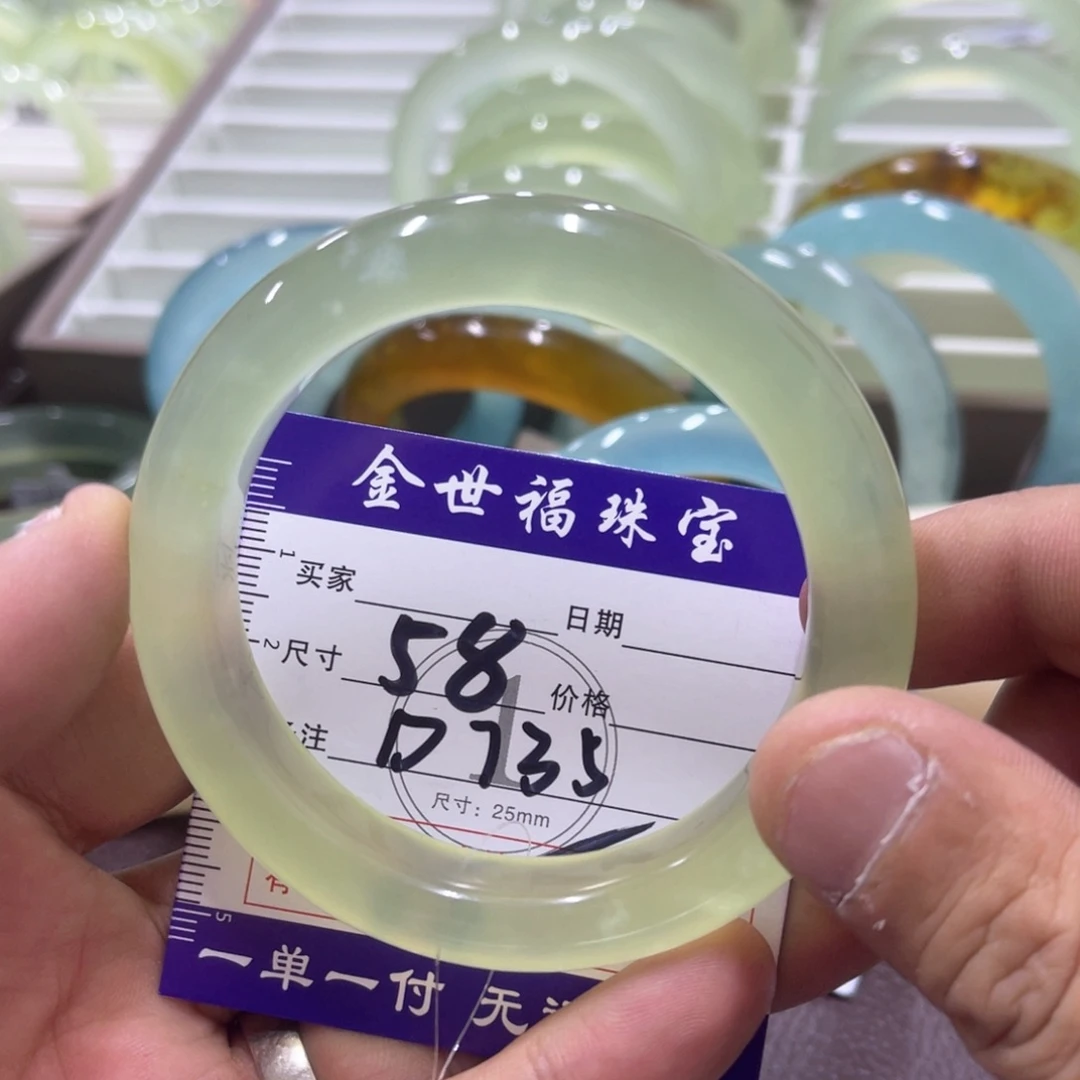 金世福珠宝
买家 日期
尺寸 58 价格
注 D735
尺寸：25mm
一单一付 无